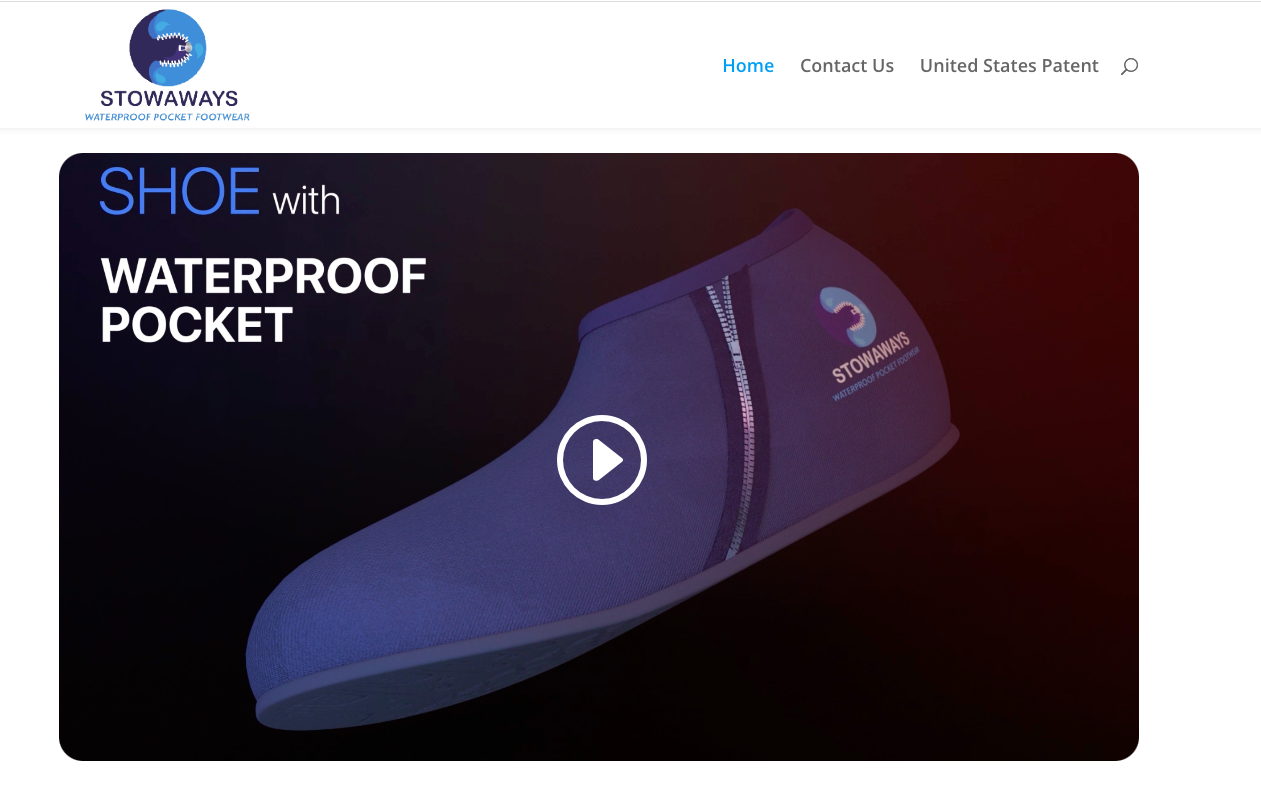 STOWAWAYS
WATERPROOF POCKET FOOTWEAR
Home
Contact Us
United States Patent
SHOE with
WATERPROOF
POCKET
STOWAWAYS
WATERPROOF POCKET FOOTWEAR